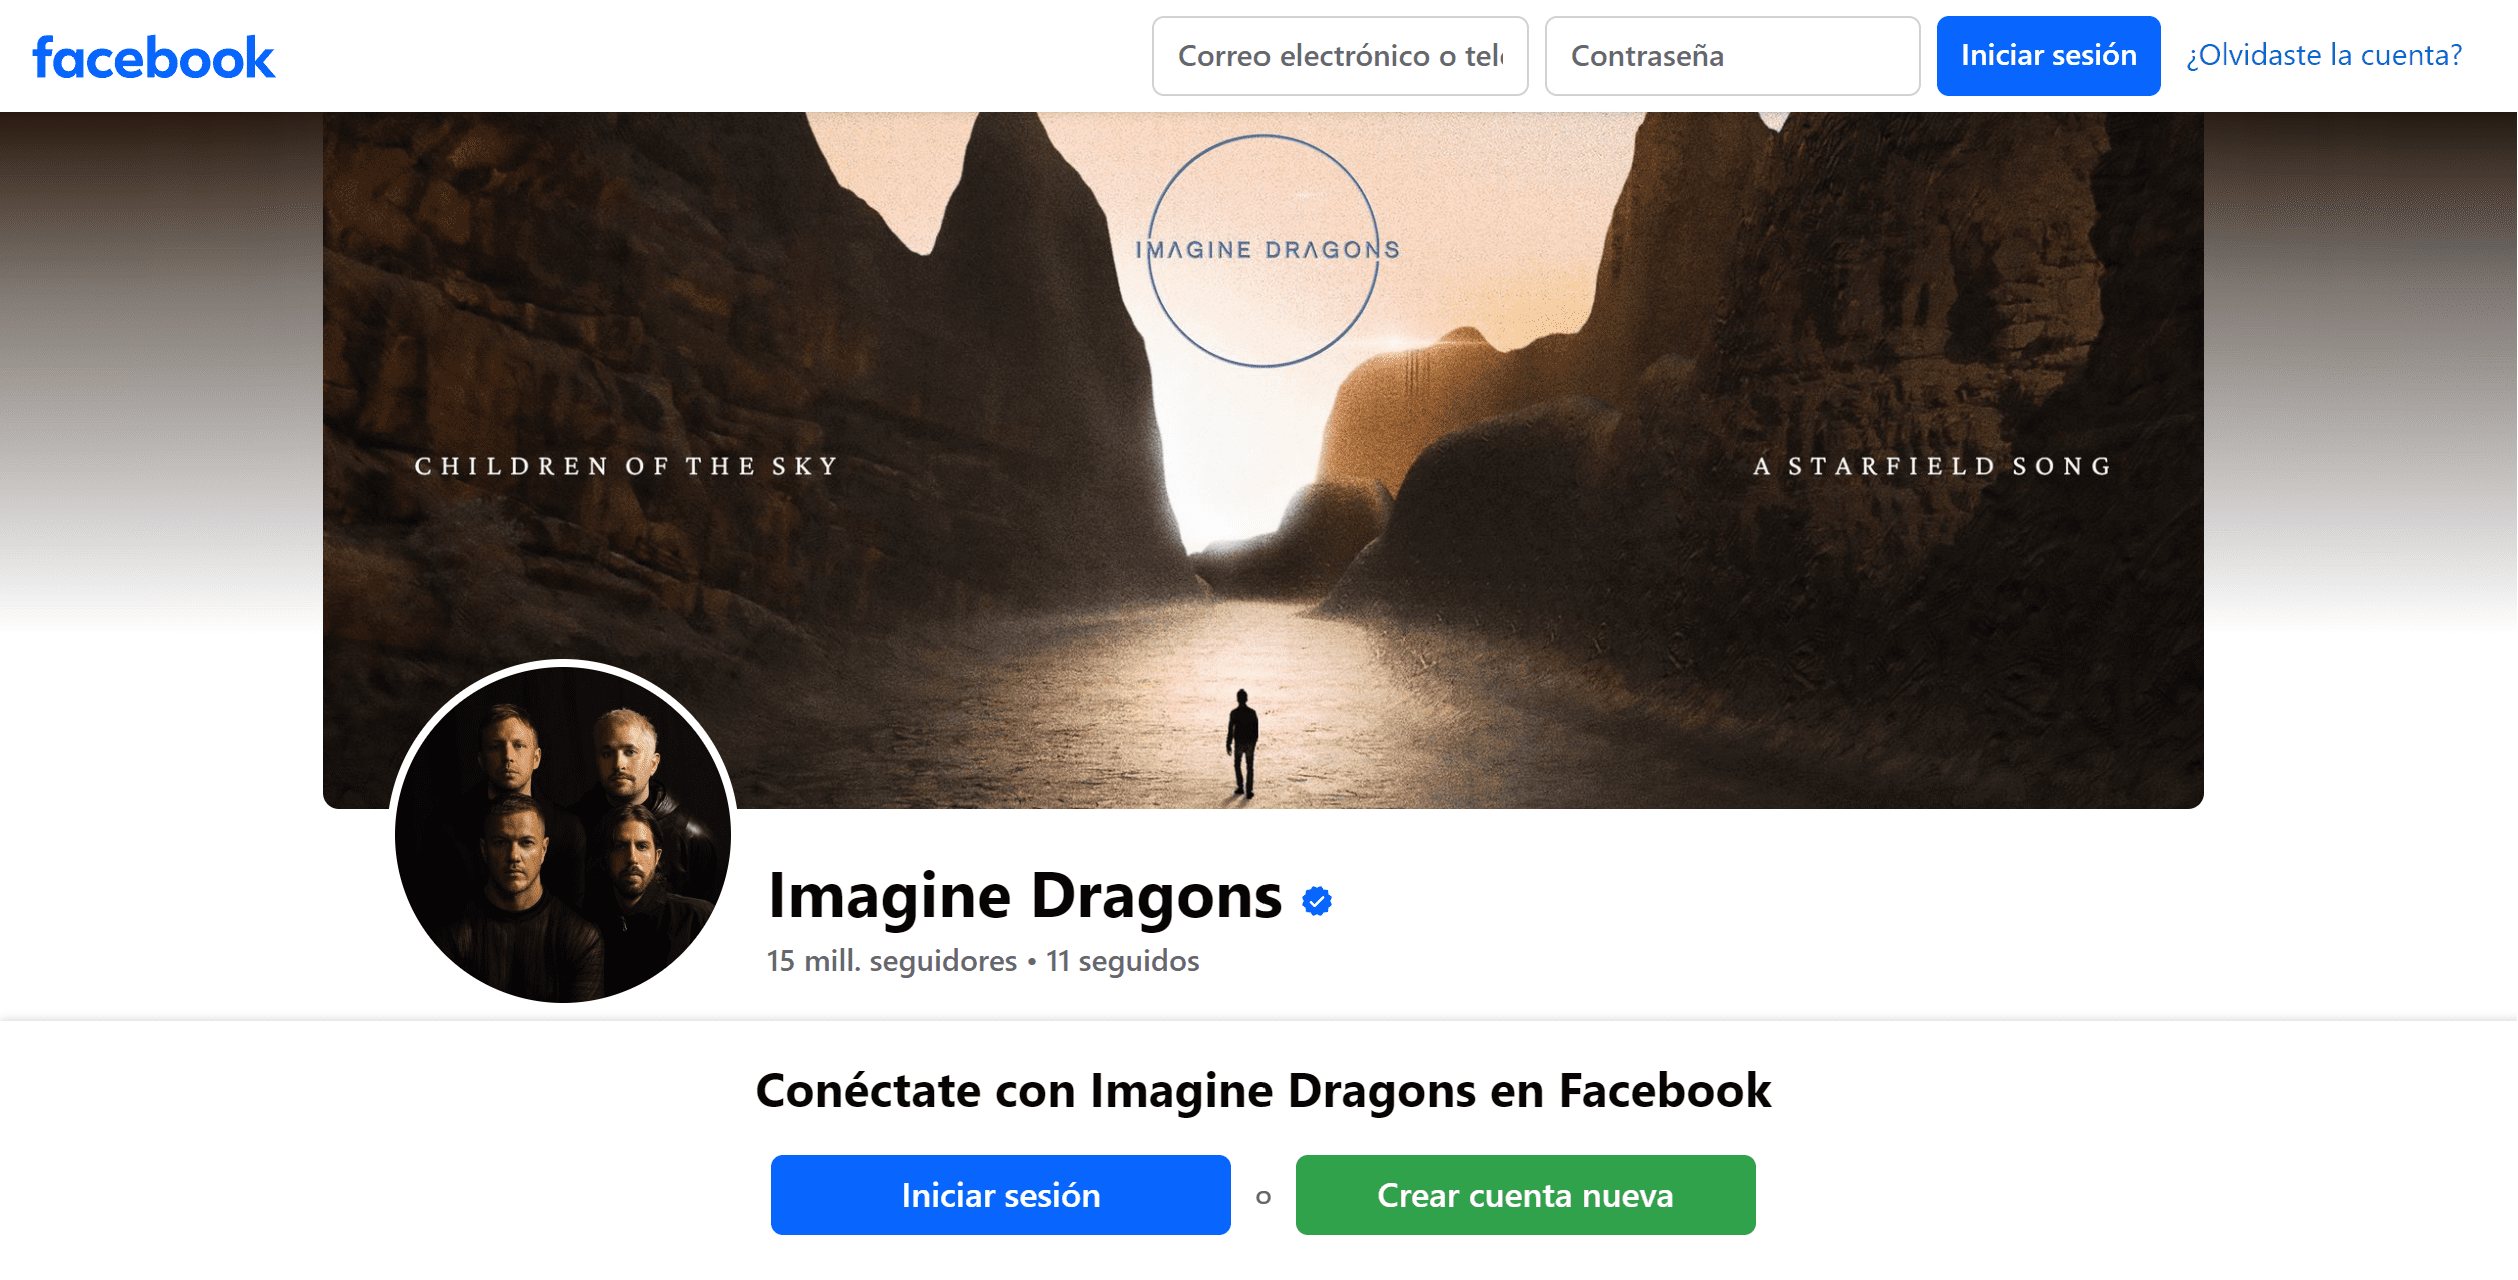 facebook
Correo electrónico o tel
Contraseña
Iniciar sesión
¿Olvidaste la cuenta?
IMAGINE DRAGONS
CHILDREN OF THE SKY
A STARFIELD SONG
Imagine Dragons
15 mill. seguidores • 11 seguidos
Conéctate con Imagine Dragons en Facebook
Iniciar sesión
o
Crear cuenta nueva